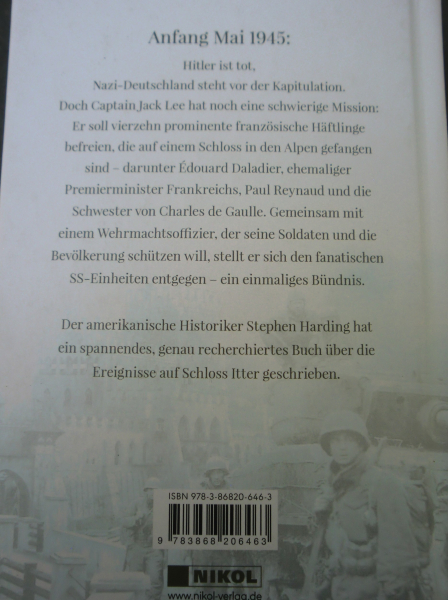 Anfang Mai 1945:
Hitler ist tot,
Nazi-Deutschland steht vor der Kapitulation.
Doch Captain Jack Lee hat noch eine schwierige Mission:
Er soll vierzehn prominente französische Häftlinge
befreien, die auf einem Schloss in den Alpen gefangen
sind – darunter Édouard Daladier, ehemaliger
Premierminister Frankreichs, Paul Reynaud und die
Schwester von Charles de Gaulle. Gemeinsam mit
einem Wehrmachtsoffizier, der seine Soldaten und die
Bevölkerung schützen will, stellt er sich den fanatischen
SS-Einheiten entgegen – ein einmaliges Bündnis.
Der amerikanische Historiker Stephen Harding hat
ein spannendes, genau recherchiertes Buch über die
Ereignisse auf Schloss Itter geschrieben.
ISBN 978-3-86820-646-3
9 783868 206463
NIKOL
www.nikol-verlag.de